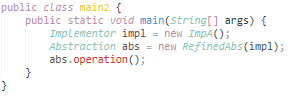 public class main2 {
    public static void main(String[] args) {
        Implementor impl = new ImpA();
        Abstraction abs = new RefinedAbs(impl);
        abs.operation();
    }
}